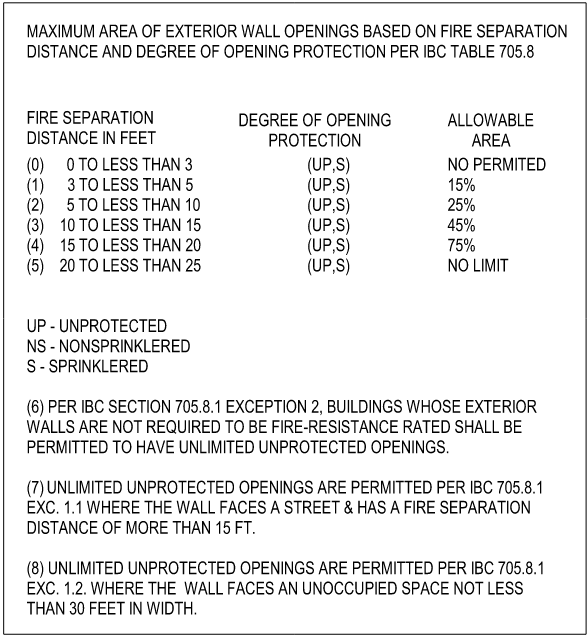 MAXIMUM AREA OF EXTERIOR WALL OPENINGS BASED ON FIRE SEPARATION
DISTANCE AND DEGREE OF OPENING PROTECTION PER IBC TABLE 705.8
FIRE SEPARATION DISTANCE IN FEET DEGREE OF OPENING PROTECTION ALLOWABLE AREA
(0) 0 TO LESS THAN 3 (UP,S) NO PERMITED
(1) 3 TO LESS THAN 5 (UP,S) 15%
(2) 5 TO LESS THAN 10 (UP,S) 25%
(3) 10 TO LESS THAN 15 (UP,S) 45%
(4) 15 TO LESS THAN 20 (UP,S) 75%
(5) 20 TO LESS THAN 25 (UP,S) NO LIMIT
UP - UNPROTECTED
NS - NONSPRINKLERED
S - SPRINKLERED
(6) PER IBC SECTION 705.8.1 EXCEPTION 2, BUILDINGS WHOSE EXTERIOR
WALLS ARE NOT REQUIRED TO BE FIRE-RESISTANCE RATED SHALL BE
PERMITTED TO HAVE UNLIMITED UNPROTECTED OPENINGS.
(7) UNLIMITED UNPROTECTED OPENINGS ARE PERMITTED PER IBC 705.8.1
EXC. 1.1 WHERE THE WALL FACES A STREET & HAS A FIRE SEPARATION
DISTANCE OF MORE THAN 15 FT.
(8) UNLIMITED UNPROTECTED OPENINGS ARE PERMITTED PER IBC 705.8.1
EXC. 1.2. WHERE THE WALL FACES AN UNOCCUPIED SPACE NOT LESS
THAN 30 FEET IN WIDTH.